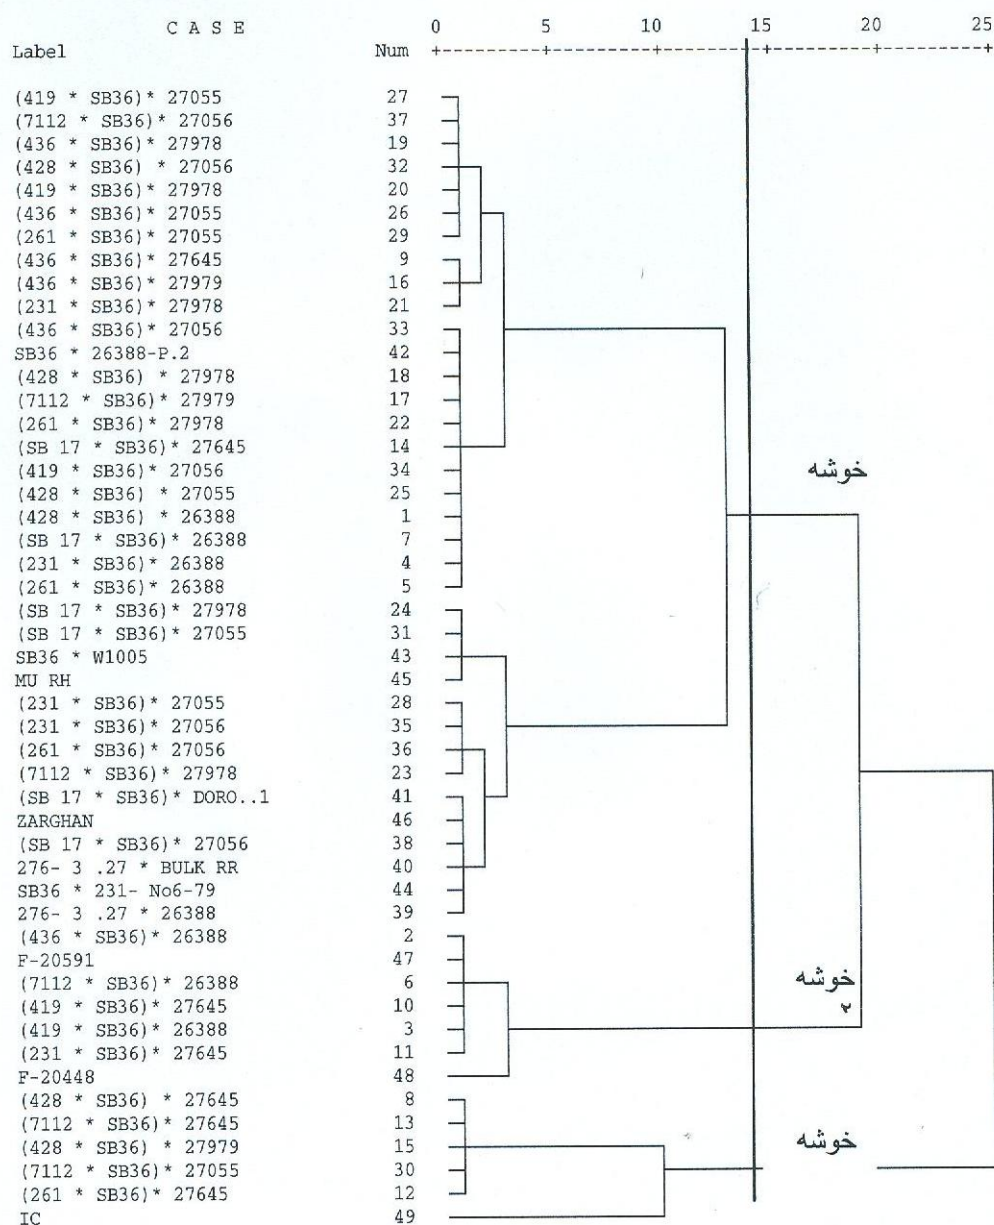 C A S E 0 5 10 15 20 25
Label Num +---------+---------+---------+---------+---------+
(419 * SB36)* 27055 27
(7112 * SB36)* 27056 37
(436 * SB36)* 27978 19
(428 * SB36) * 27056 32
(419 * SB36)* 27978 20
(436 * SB36)* 27055 26
(261 * SB36)* 27055 29
(436 * SB36)* 27645 9
(436 * SB36)* 27979 16
(231 * SB36)* 27978 21
(436 * SB36)* 27056 33
SB36 * 26388-P.2 42
(428 * SB36) * 27978 18
(7112 * SB36)* 27979 17
(261 * SB36)* 27978 22
(SB 17 * SB36)* 27645 14
(419 * SB36)* 27056 34
خوشه
(428 * SB36) * 27055 25
(428 * SB36) * 26388 1
(SB 17 * SB36)* 26388 7
(231 * SB36)* 26388 4
(261 * SB36)* 26388 5
(SB 17 * SB36)* 27978 24
(SB 17 * SB36)* 27055 31
SB36 * W1005 43
MU RH 45
(231 * SB36)* 27055 28
(231 * SB36)* 27056 35
(261 * SB36)* 27056 36
(7112 * SB36)* 27978 23
(SB 17 * SB36)* DORO..1 41
ZARGHAN 46
(SB 17 * SB36)* 27056 38
276- 3 .27 * BULK RR 40
SB36 * 231- No6-79 44
276- 3 .27 * 26388 39
(436 * SB36)* 26388 2
F-20591 47
(7112 * SB36)* 26388 6
خوشه
(419 * SB36)* 27645 10
۲
(419 * SB36)* 26388 3
(231 * SB36)* 27645 11
F-20448 48
(428 * SB36) * 27645 8
(7112 * SB36)* 27645 13
(428 * SB36) * 27979 15
خوشه
(7112 * SB36)* 27055 30
(261 * SB36)* 27645 12
IC 49